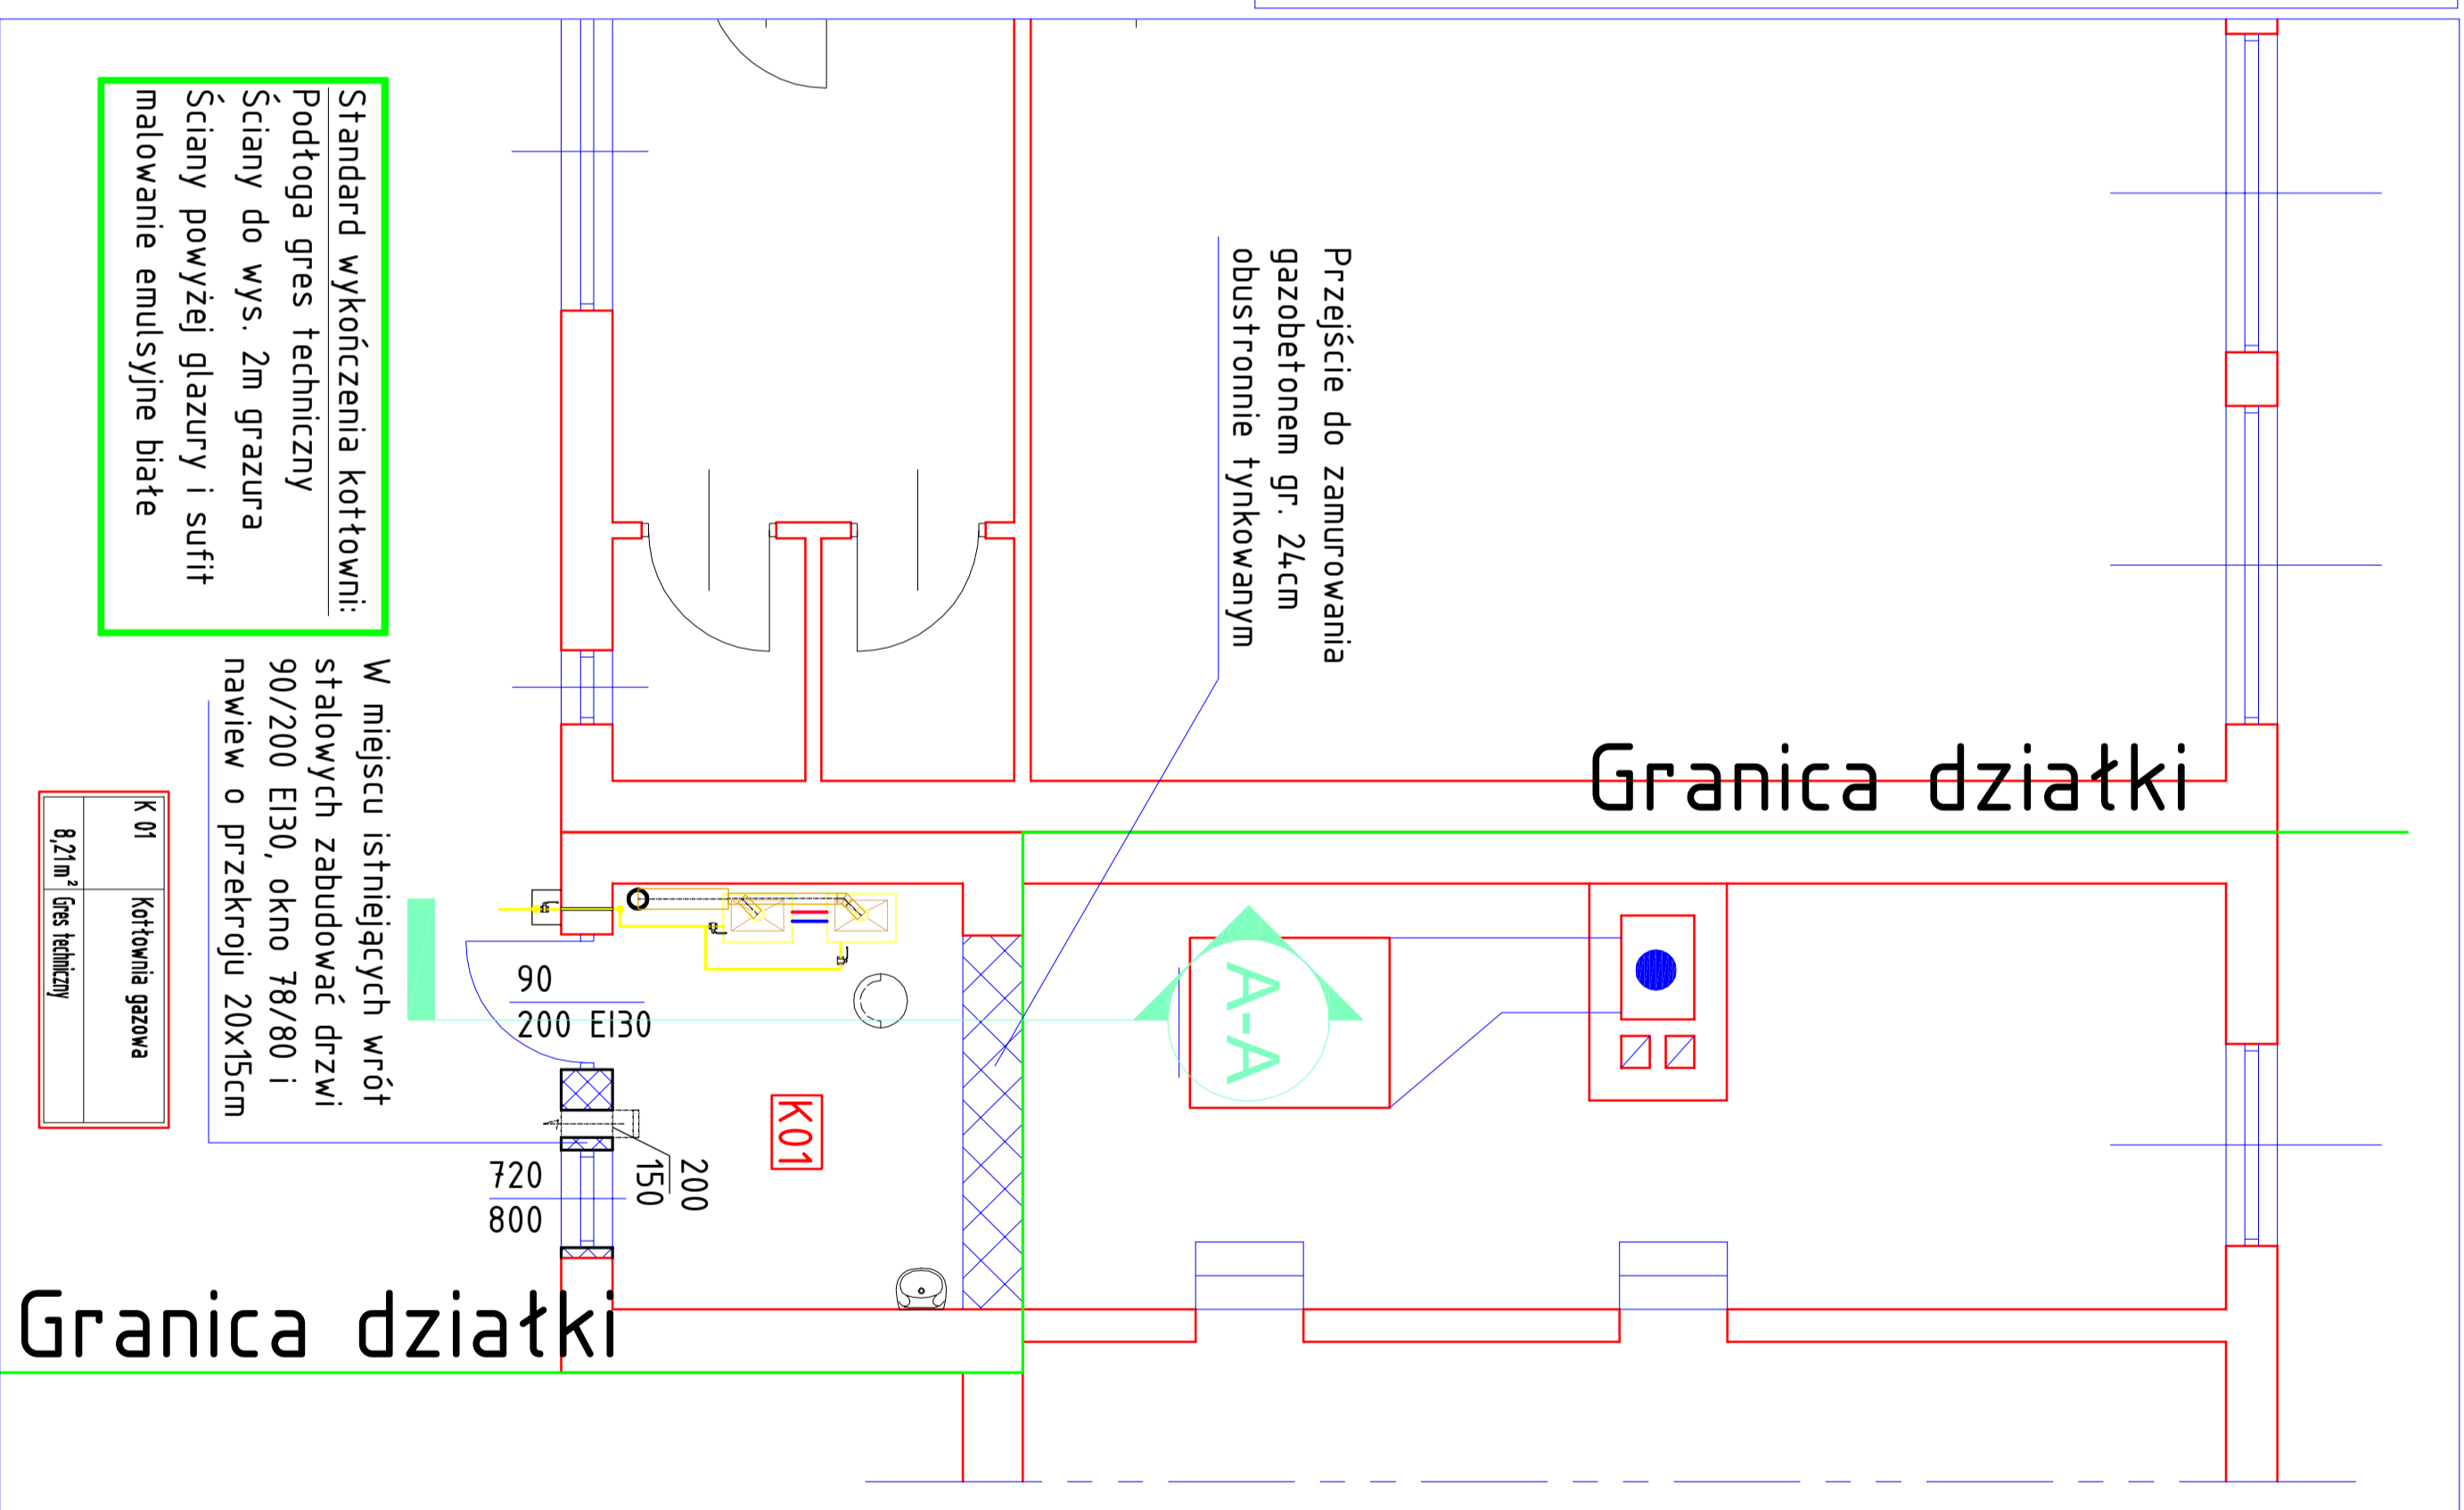 Standard wykończenia kotłowni:
Podłoga gres techniczny
Ściany do wys. 2m grazura
Ściany powyżej glazury i sufit
malowanie emulsyjne białe
Przejście do zamurowania
gazobetonem gr. 24cm
obustronnie tynkowanym
W miejscu istniejących wrót
stalowych zabudować drzwi
90/200 EI30, okno 78/80 i
nawiew o przekroju 20x15cm
Granica działki
K 01
Kotłownia gazowa
8,21m²
Gres techniczny
90
200 EI30
A-A
K01
200
150
720
800
Granica działki